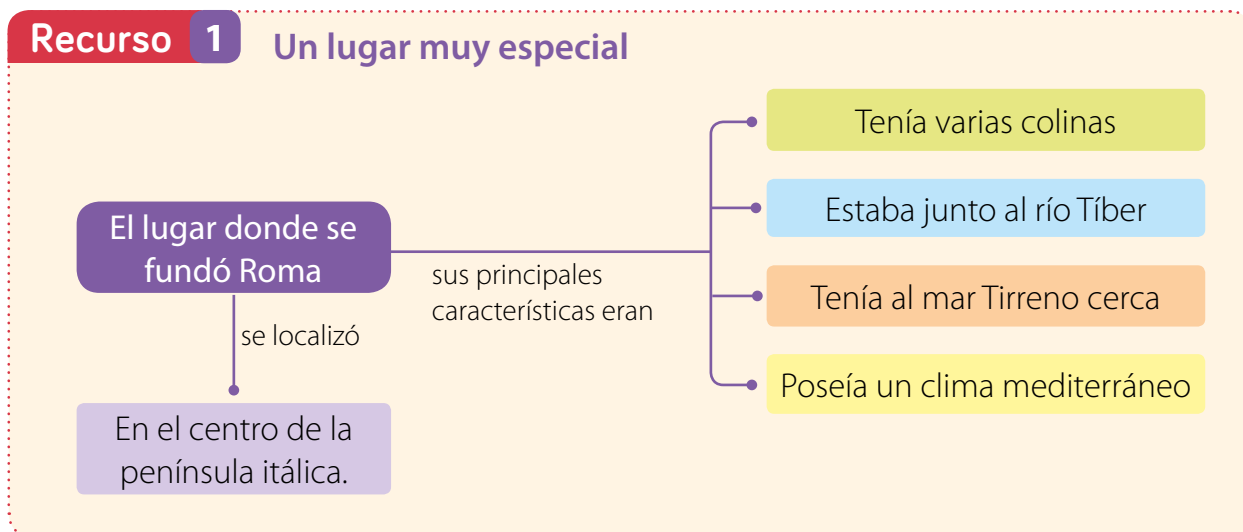 Recurso 1
Un lugar muy especial
El lugar donde se
fundó Roma
se localizó
En el centro de la
península itálica.
sus principales
características eran
Tenía varias colinas
Estaba junto al río Tíber
Tenía al mar Tirreno cerca
Poseía un clima mediterráneo